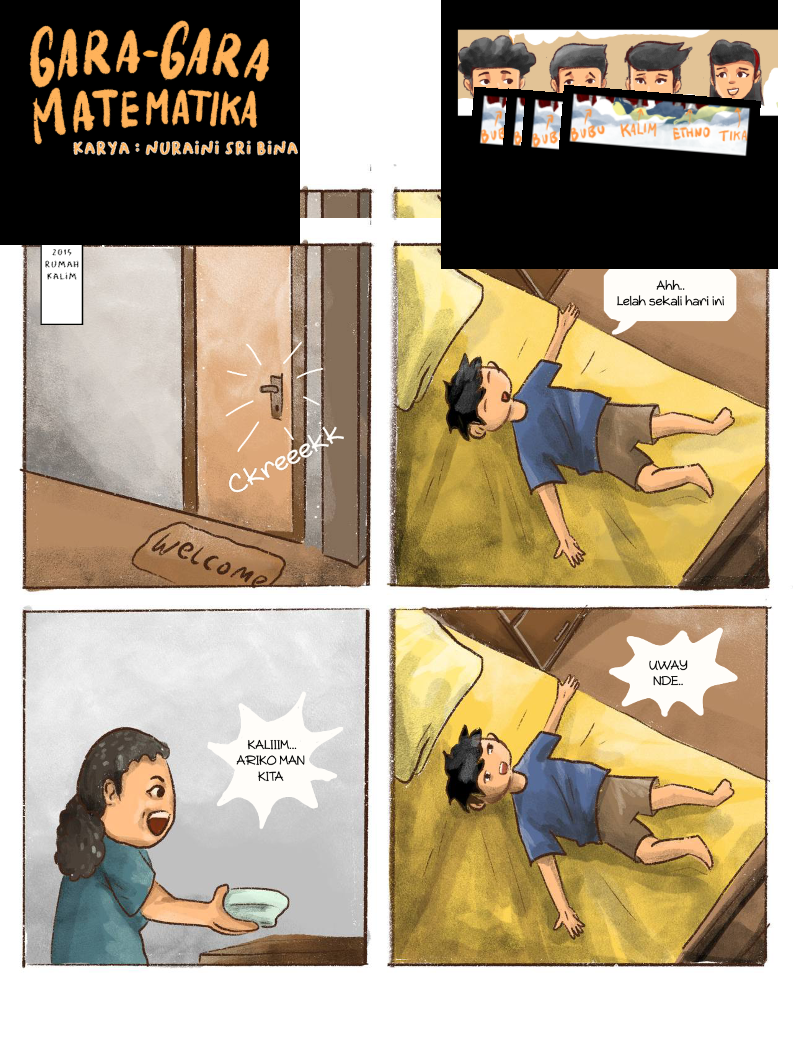 GARA-GARA
MATEMATIKA
KARYA : NURAINI SRI BINA
BUBU KALIM ETHNO TIKA
2015
RUMAH
KALIM
Ckreeekk
Welcome
Ahh..
Lelah sekali hari ini
KALIIIM...
ARIKO MAN
KITA
UWAY
NDE..